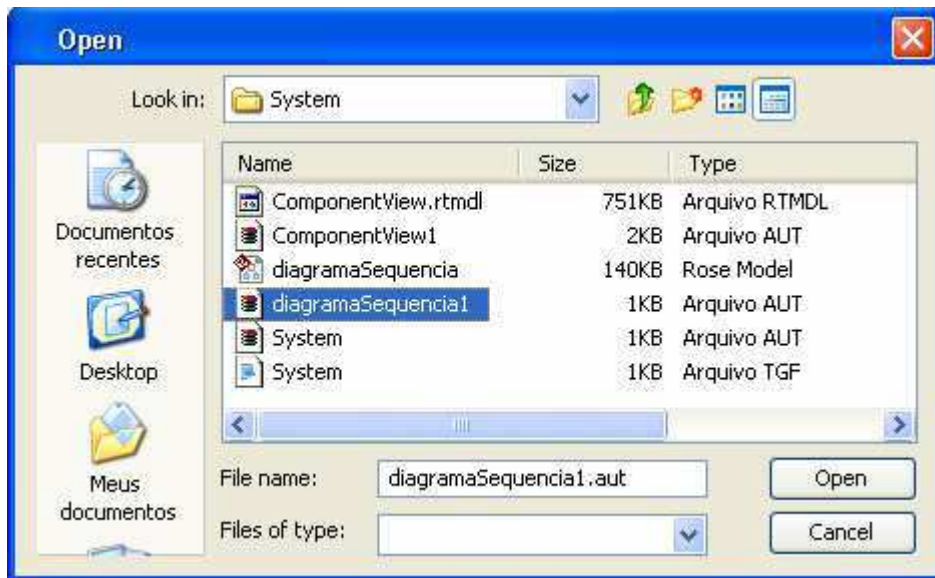 Open
Look in: System
Documentos
recentes
Desktop
Meus
documentos
Name Size Type
ComponentView.rtmdl 751KB Arquivo RTMDL
ComponentView1 2KB Arquivo AUT
diagramaSequencia 140KB Rose Model
diagramaSequencia1 1KB Arquivo AUT
System 1KB Arquivo AUT
System 1KB Arquivo TGF
File name: diagramaSequencia1.aut Open
Files of type: Cancel